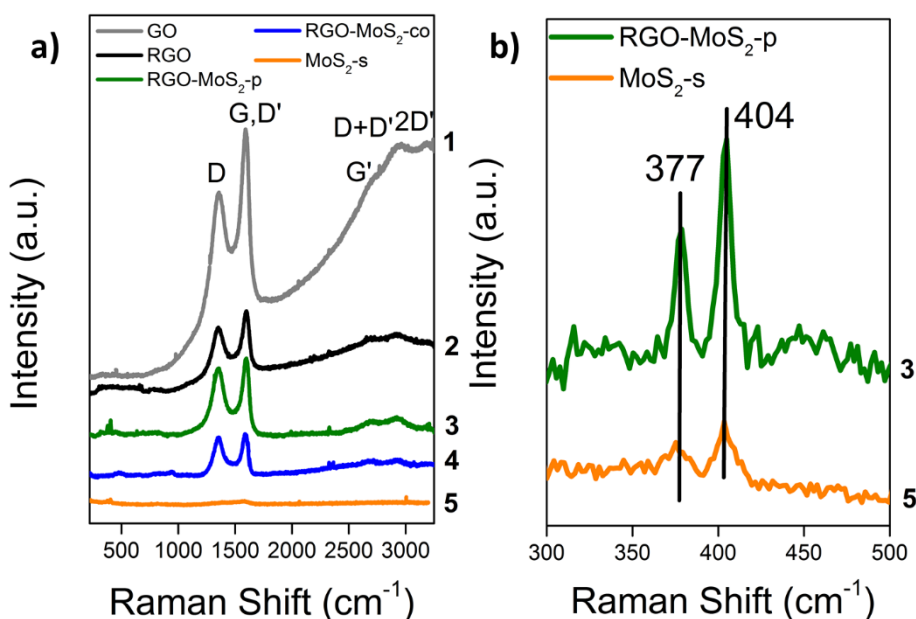 a)
GO
RGO
RGO-MoS₂-p
RGO-MoS₂-co
MoS₂-s
D
G,D'
G'
D+D'
2D'
1
2
3
4
5
Intensity (a.u.)
500 1000 1500 2000 2500 3000
Raman Shift (cm⁻¹)
b)
RGO-MoS₂-p
MoS₂-s
377
404
3
5
Intensity (a.u.)
300 350 400 450 500
Raman Shift (cm⁻¹)